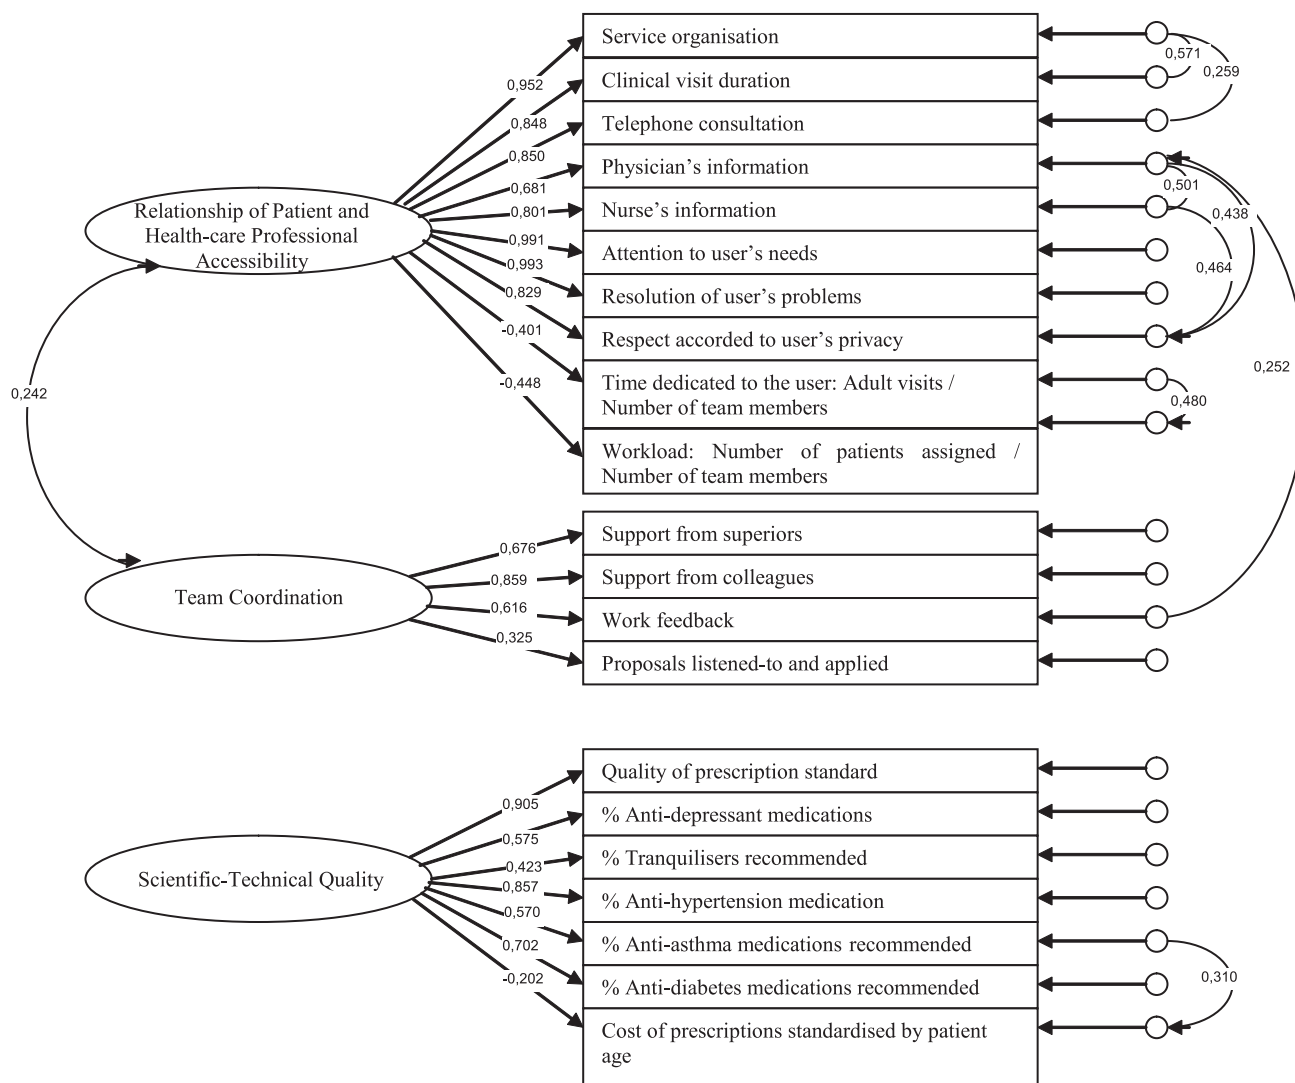 Service organisation
0,571
0,952
Clinical visit duration
0,259
0,848
Telephone consultation
0,850
Physician’s information
0,501
0,681
Relationship of Patient and
Health-care Professional
Accessibility
0,801
Nurse’s information
0,438
0,991
Attention to user’s needs
0,464
0,993
Resolution of user’s problems
0,829
-0,401
Respect accorded to user’s privacy
0,252
-0,448
Time dedicated to the user: Adult visits /
Number of team members
0,480
0,242
Workload: Number of patients assigned /
Number of team members
0,676
Support from superiors
0,859
Support from colleagues
Team Coordination
0,616
Work feedback
0,325
Proposals listened-to and applied
Quality of prescription standard
0,905
% Anti-depressant medications
0,575
% Tranquilisers recommended
0,423
Scientific-Technical Quality
0,857
% Anti-hypertension medication
0,570
% Anti-asthma medications recommended
0,702
0,310
-0,202
% Anti-diabetes medications recommended
Cost of prescriptions standardised by patient
age